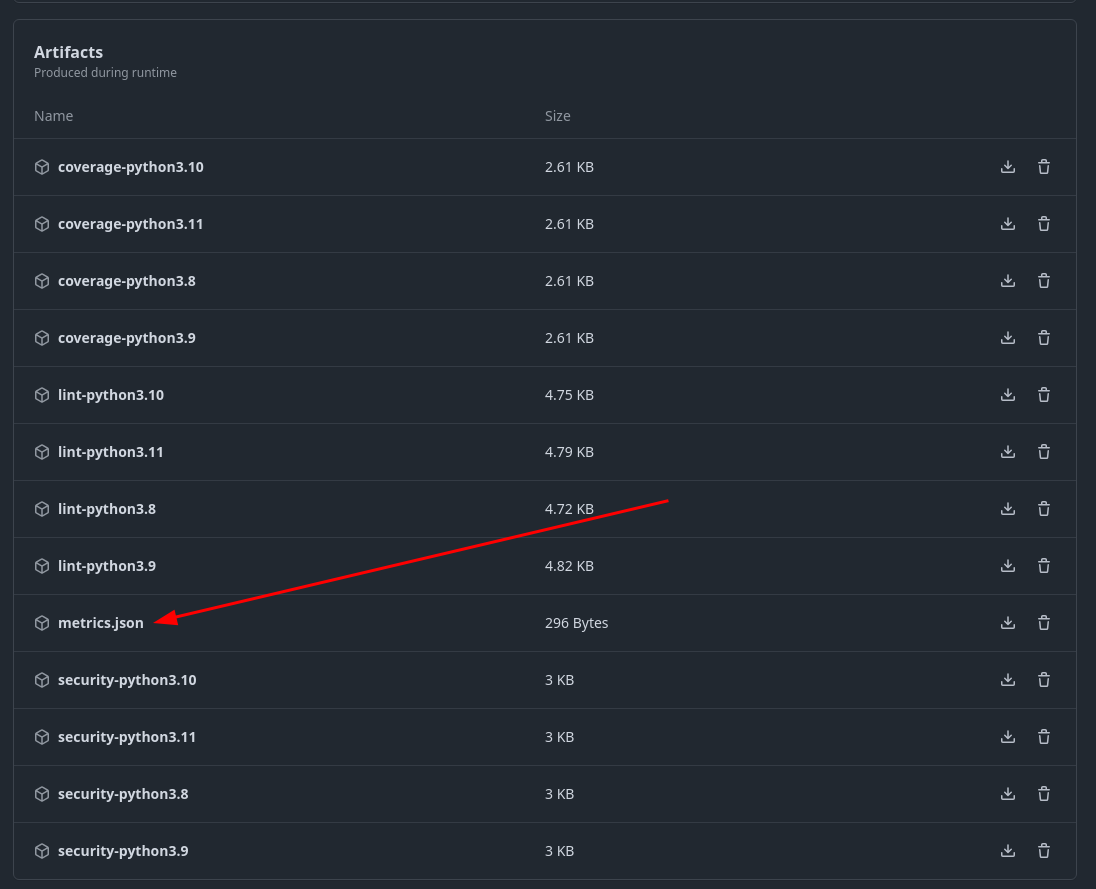 Artifacts
Produced during runtime
Name Size
coverage-python3.10 2.61 KB
coverage-python3.11 2.61 KB
coverage-python3.8 2.61 KB
coverage-python3.9 2.61 KB
lint-python3.10 4.75 KB
lint-python3.11 4.79 KB
lint-python3.8 4.72 KB
lint-python3.9 4.82 KB
metrics.json 296 Bytes
security-python3.10 3 KB
security-python3.11 3 KB
security-python3.8 3 KB
security-python3.9 3 KB